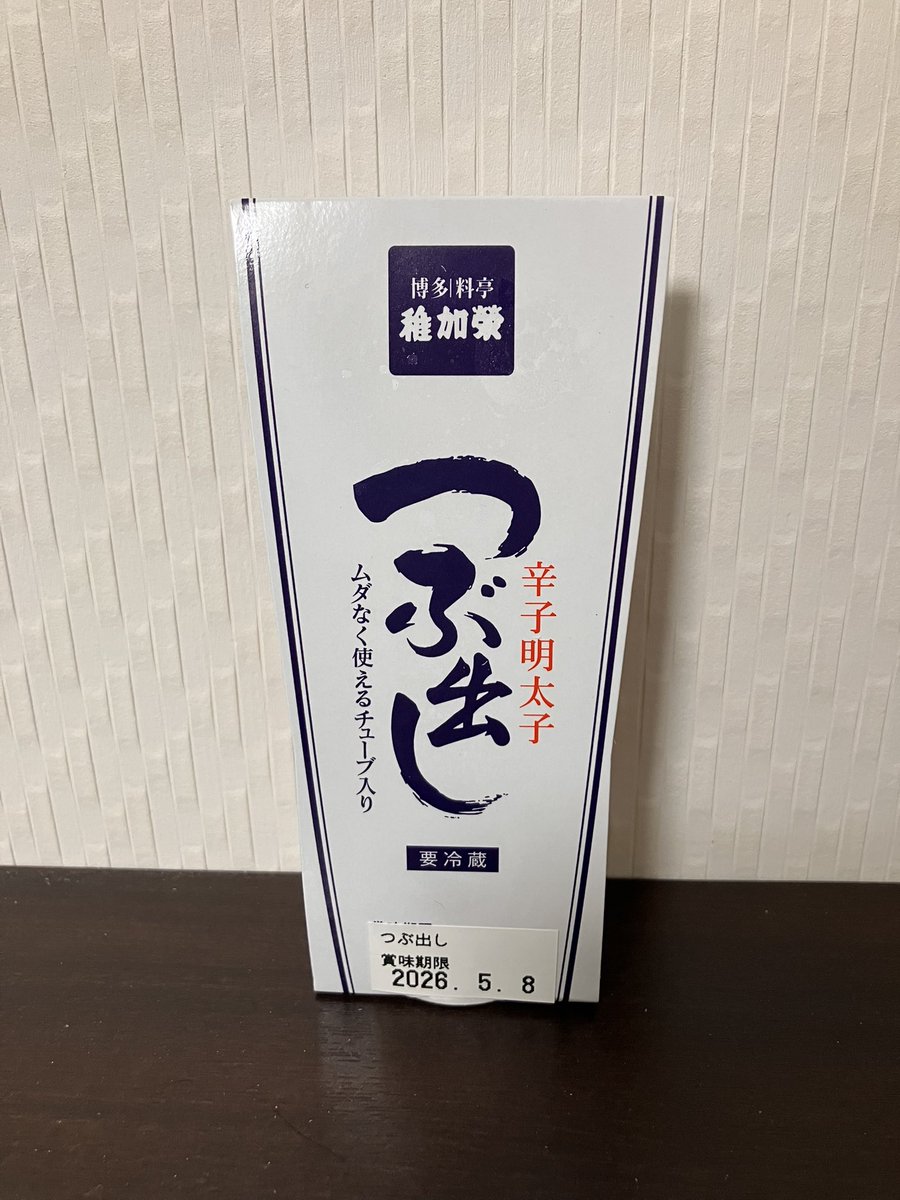 博多|料亭
稚加榮
辛子明太子
つぶ出し
ムダなく使えるチューブ入り
要冷蔵
つぶ出し
賞味期限
2026. 5. 8